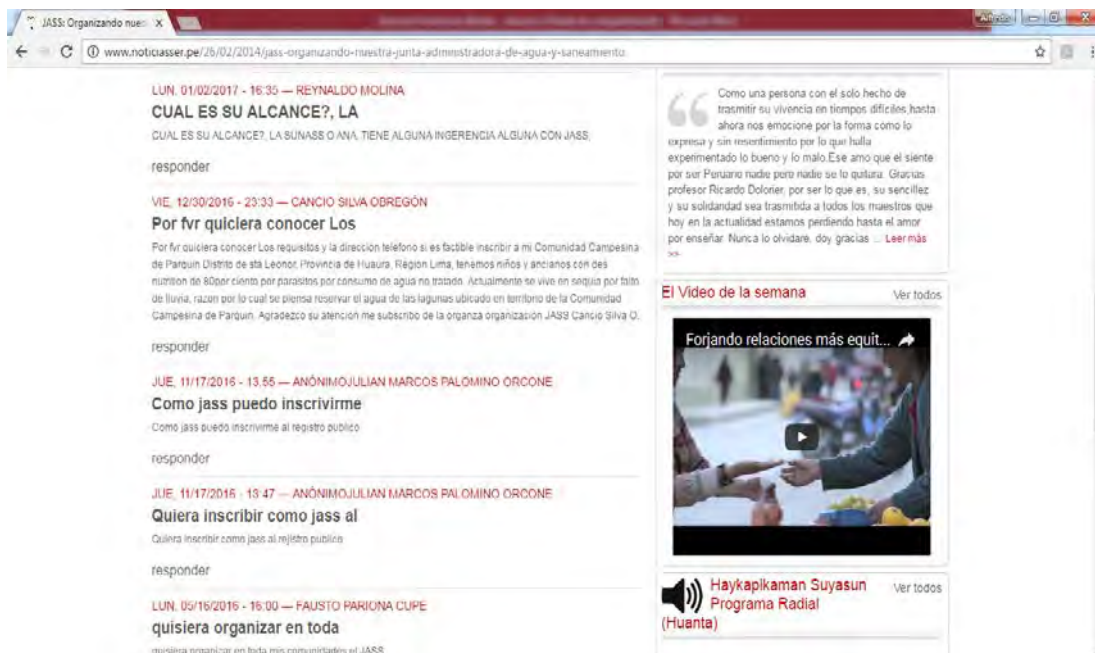 JASS: Organizando nues
Alfredo
www.noticiasser.pe/26/02/2014/jass-organizando-nuestra-junta-administradora-de-agua-y-saneamiento
LUN, 01/02/2017 - 16:35 — REYNALDO MOLINA
CUAL ES SU ALCANCE?, LA
CUAL ES SU ALCANCE?, LA SUNASS O ANA, TIENE ALGUNA INGERENCIA ALGUNA CON JASS,
responder
VIE, 12/30/2016 - 23:33 — CANCIO SILVA OBREGÓN
Por fvr quiciera conocer Los
Por fvr quiciera conocer Los requisitos y la direccion telefono si es factible inscribir a mi Comunidad Campesina
de Parquin Distrito de sta Leonor, Provincia de Huaura, Region Lima, tenemos niños y ancianos con des
nutrition de 80por ciento por parasitos por consumo de agua no tratado. Actualmente se vive en sequia por falto
de lluvia, razon por lo cual se piensa reservar el agua de las lagunas ubicado en territorio de la Comunidad
Campesina de Parquin. Agradezco su atencion me subscribo de la organza organización JASS Cancio Silva O.
responder
JUE, 11/17/2016 - 13:55 — ANÓNIMOJULIAN MARCOS PALOMINO ORCONE
Como jass puedo inscrivirme
Como jass puedo inscrivirme al registro publico
responder
JUE, 11/17/2016 - 13:47 — ANÓNIMOJULIAN MARCOS PALOMINO ORCONE
Quiera inscribir como jass al
Quiera inscribir como jass al rejistro publico
responder
LUN, 05/16/2016 - 16:00 — FAUSTO PARIONA CUPE
quisiera organizar en toda
quisiera organizar en toda mis comunidades el JASS
Como una persona con el solo hecho de
trasmitir su vivencia en tiempos difíciles,hasta
ahora nos emocione por la forma como lo
expresa y sin resentimiento por lo que halla
experimentado lo bueno y lo malo.Ese amo que el siente
por ser Peruano nadie pero nadie se lo quitara. Gracias
profesor Ricardo Dolorier, por ser lo que es, su sencillez
y su solidaridad sea trasmitida a todos los maestros que
hoy en la actualidad estamos perdiendo hasta el amor
por enseñar. Nunca lo olvidare, doy gracias ... Leer más
>>
El Video de la semana
Ver todos
Forjando relaciones más equit...
Haykapikaman Suyasun
Programa Radial
(Huanta)
Ver todos